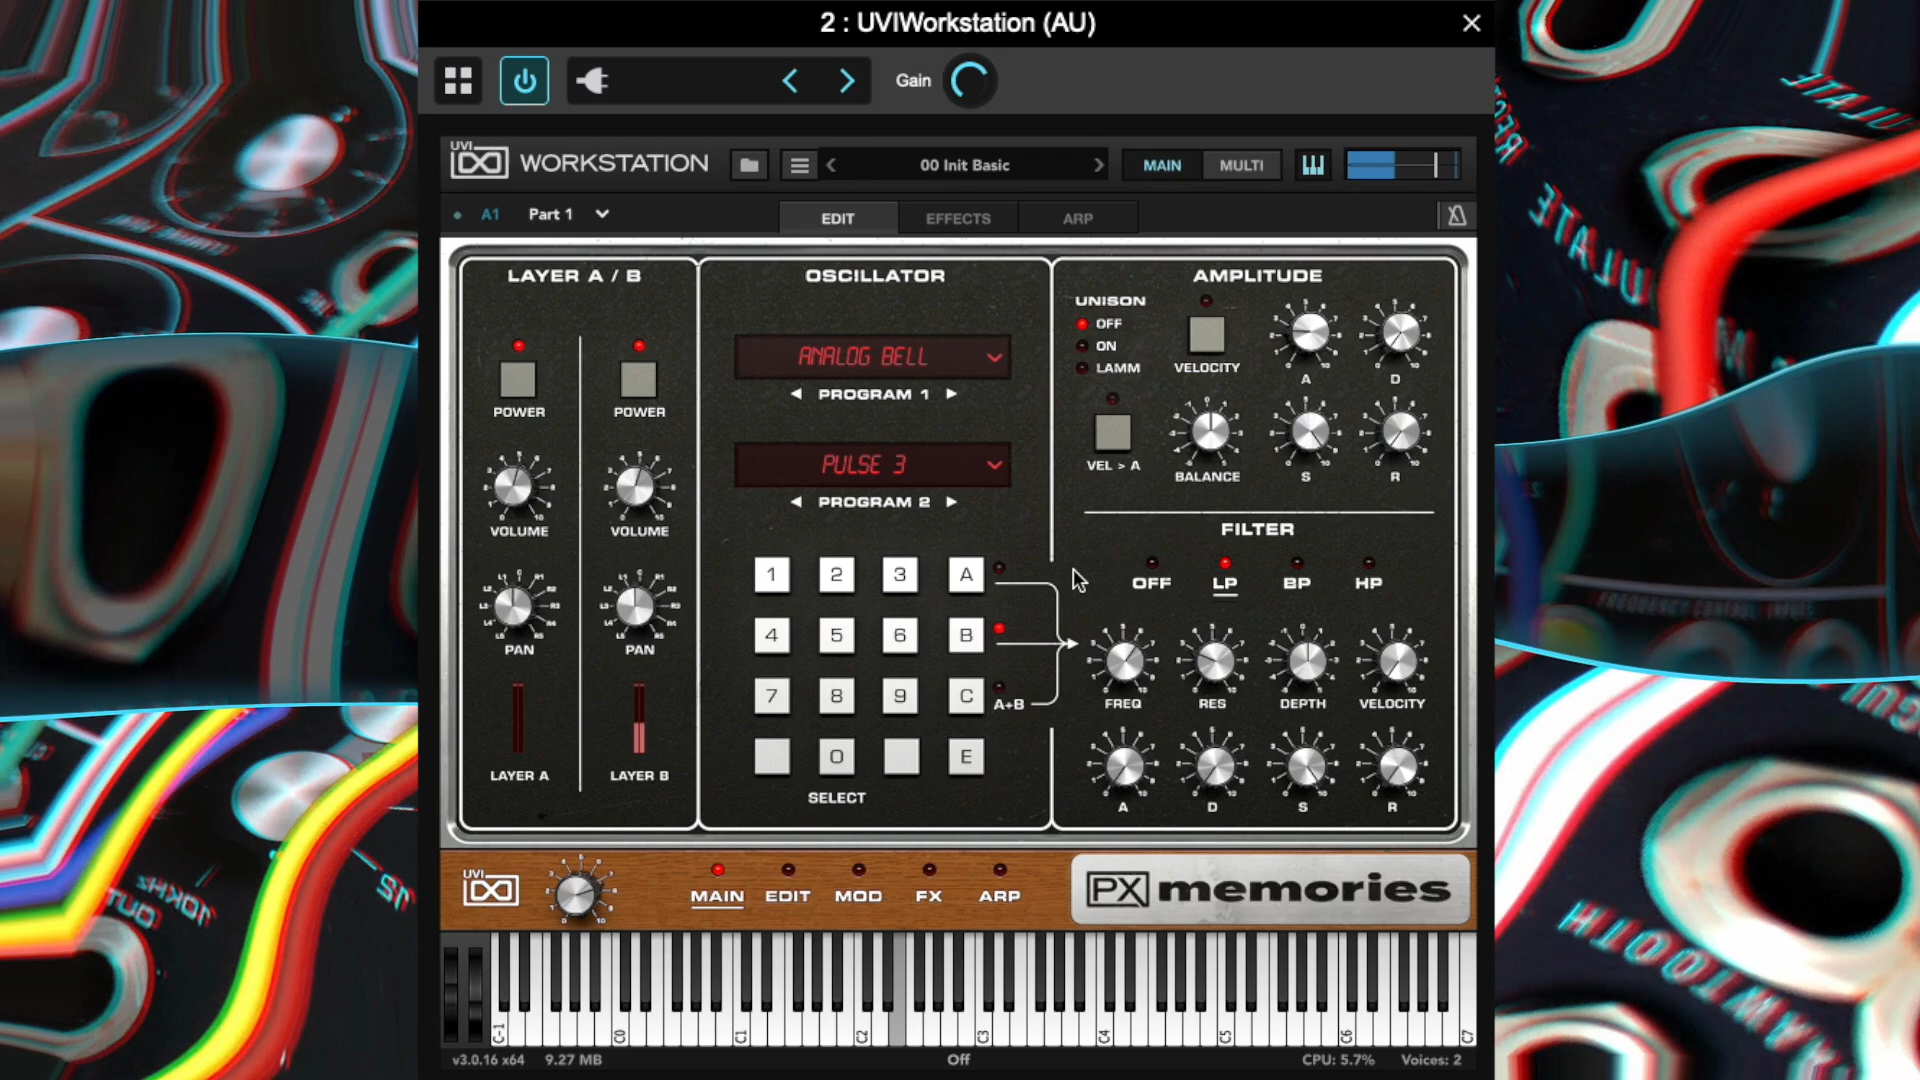 2 : UVIWorkstation (AU)
Gain
UVI WORKSTATION
00 Init Basic
MAIN MULTI
A1 Part 1
EDIT EFFECTS ARP
LAYER A / B
POWER POWER
VOLUME VOLUME
PAN PAN
LAYER A LAYER B
OSCILLATOR
ANALOG BELL
PROGRAM 1
PULSE 3
PROGRAM 2
1 2 3 A
4 5 6 B
7 8 9 C A+B
0 E
SELECT
AMPLITUDE
UNISON
OFF
ON
LAMM
VELOCITY
A D
VEL > A BALANCE S R
FILTER
OFF LP BP HP
FREQ RES DEPTH VELOCITY
A D S R
UVI
MAIN EDIT MOD FX ARP
PX memories
C-1 C0 C1 C2 C3 C4 C5 C6 C7
v3.0.16 x64 9.27 MB Off CPU: 5.7% Voices: 2